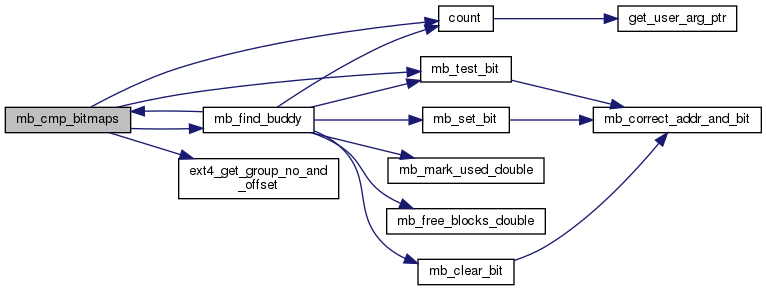 count
get_user_arg_ptr
mb_test_bit
mb_cmp_bitmaps
mb_find_buddy
mb_set_bit
mb_correct_addr_and_bit
mb_mark_used_double
ext4_get_group_no_and
_offset
mb_free_blocks_double
mb_clear_bit